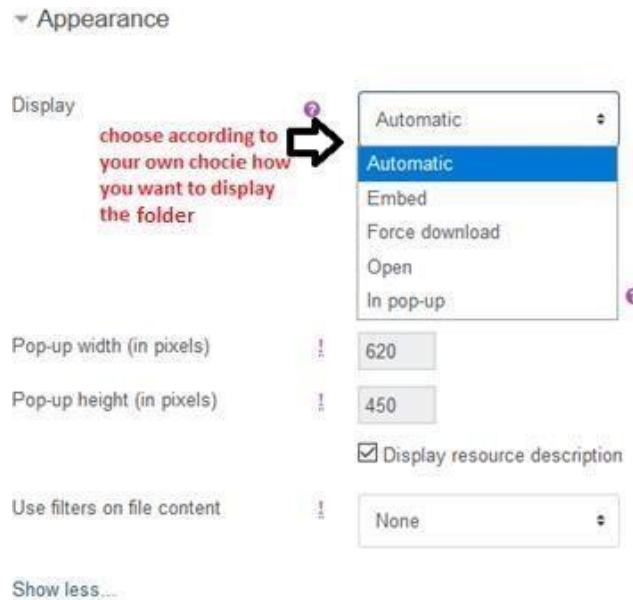 Appearance
Display
choose according to
your own chocie how
you want to display
the folder
Automatic
Automatic
Embed
Force download
Open
In pop-up
Pop-up width (in pixels)
620
Pop-up height (in pixels)
450
Display resource description
Use filters on file content
None
Show less...